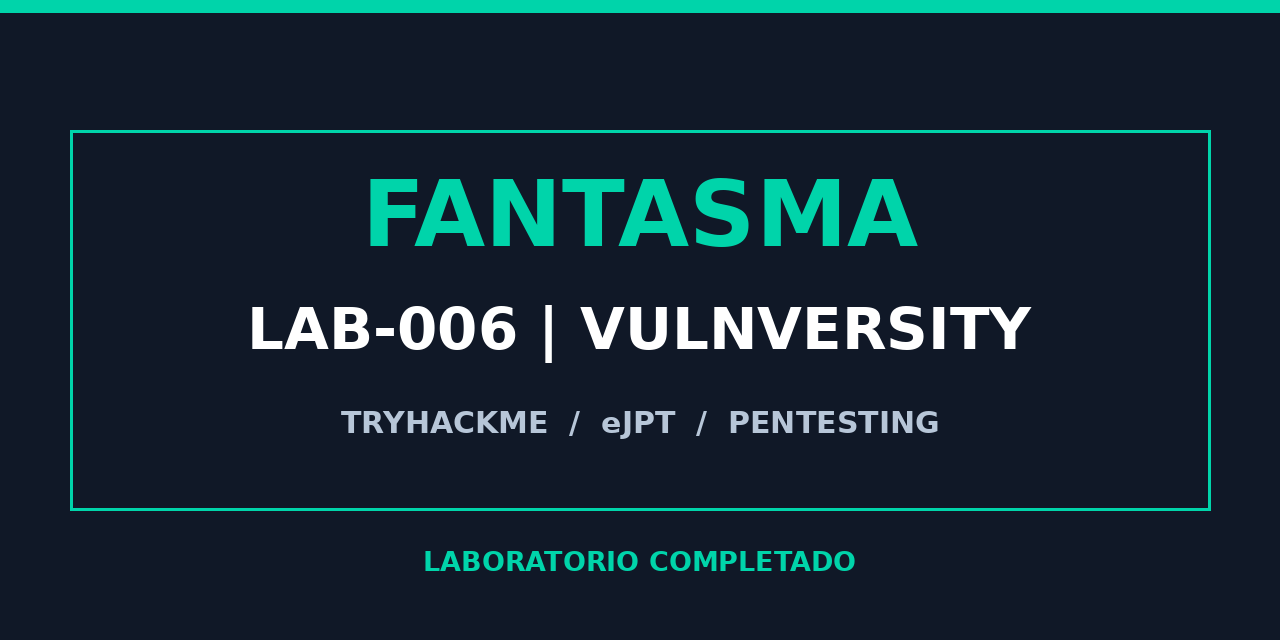 FANTASMA
LAB-006 | VULNVERSITY
TRYHACKME / eJPT / PENTESTING
LABORATORIO COMPLETADO